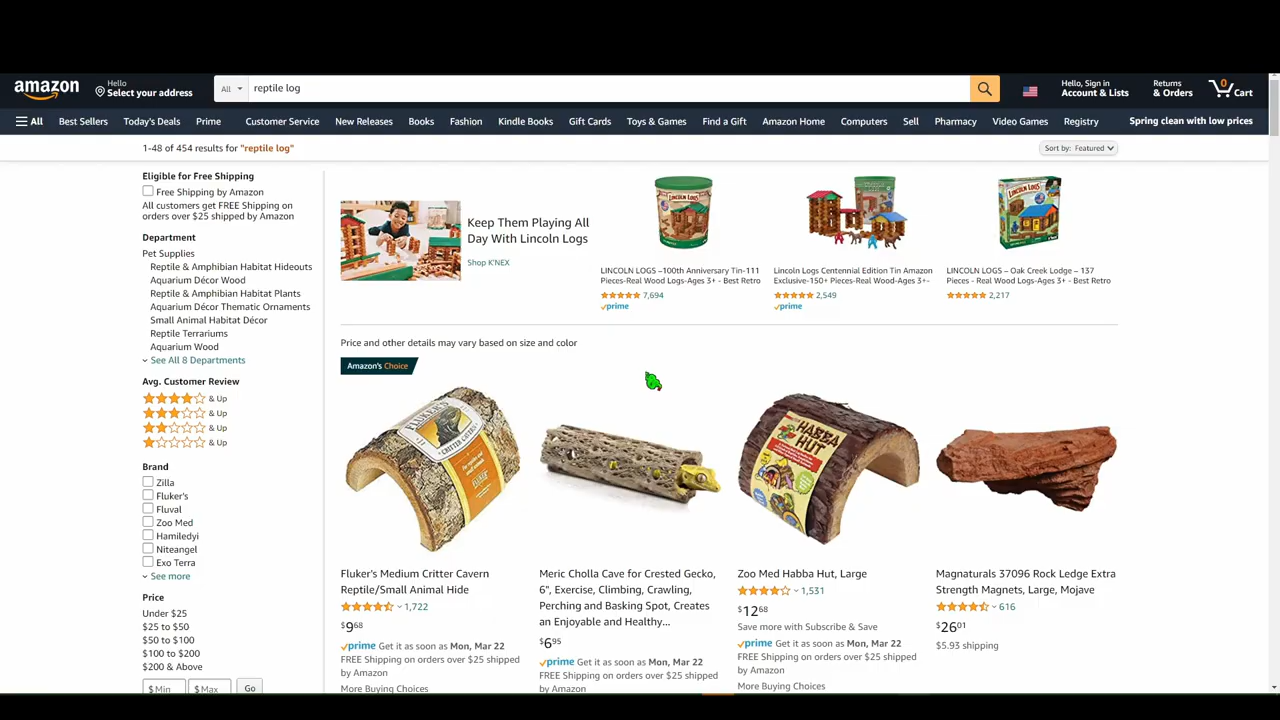 amazon
Hello
Select your address
All
reptile log
Hello, Sign in
Account & Lists
Returns
& Orders
0
Cart
All
Best Sellers
Today's Deals
Prime
Customer Service
New Releases
Books
Fashion
Kindle Books
Gift Cards
Toys & Games
Find a Gift
Amazon Home
Computers
Sell
Pharmacy
Video Games
Registry
Spring clean with low prices
1-48 of 454 results for "reptile log"
Sort by: Featured
Eligible for Free Shipping
Free Shipping by Amazon
All customers get FREE Shipping on
orders over $25 shipped by Amazon
Department
Pet Supplies
Reptile & Amphibian Habitat Hideouts
Aquarium Décor Wood
Reptile & Amphibian Habitat Plants
Aquarium Décor Thematic Ornaments
Small Animal Habitat Décor
Reptile Terrariums
Aquarium Wood
See All 8 Departments
Avg. Customer Review
& Up
& Up
& Up
& Up
Brand
Zilla
Fluker's
Fluval
Zoo Med
Hamiledyi
Niteangel
Exo Terra
See more
Price
Under $25
$25 to $50
$50 to $100
$100 to $200
$200 & Above
$ Min
$ Max
Go
Keep Them Playing All
Day With Lincoln Logs
Shop K'NEX
LINCOLN LOGS –100th Anniversary Tin-111
Pieces-Real Wood Logs-Ages 3+ - Best Retro
7,694
prime
Lincoln Logs Centennial Edition Tin Amazon
Exclusive-150+ Pieces-Real Wood-Ages 3+-
2,549
prime
LINCOLN LOGS – Oak Creek Lodge – 137
Pieces - Real Wood Logs-Ages 3+ - Best Retro
2,217
Price and other details may vary based on size and color
Amazon's Choice
FLUKER'S
CRITTER CAVERN
HABBA
HUT
Fluker's Medium Critter Cavern
Reptile/Small Animal Hide
1,722
$968
prime Get it as soon as Mon, Mar 22
FREE Shipping on orders over $25 shipped
by Amazon
More Buying Choices
Meric Cholla Cave for Crested Gecko,
6", Exercise, Climbing, Crawling,
Perching and Basking Spot, Creates
an Enjoyable and Healthy...
$695
prime Get it as soon as Mon, Mar 22
FREE Shipping on orders over $25 shipped
by Amazon
Zoo Med Habba Hut, Large
1,531
$1268
Save more with Subscribe & Save
prime Get it as soon as Mon, Mar 22
FREE Shipping on orders over $25 shipped
by Amazon
More Buying Choices
Magnaturals 37096 Rock Ledge Extra
Strength Magnets, Large, Mojave
616
$2601
$5.93 shipping